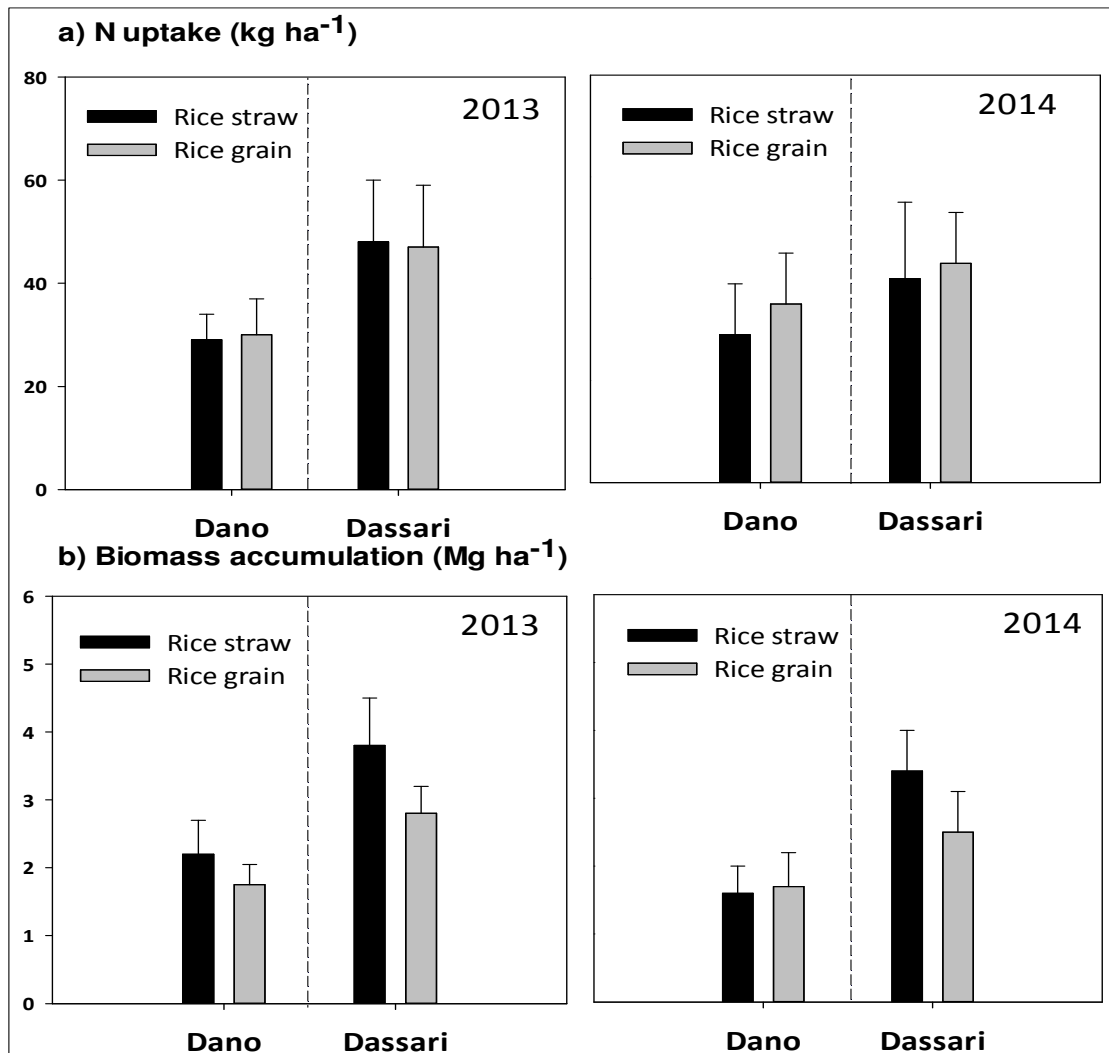 a) N uptake (kg ha-1)
80
60
40
20
0
2013
Rice straw
Rice grain
Dano Dassari
2014
Rice straw
Rice grain
Dano Dassari
b) Biomass accumulation (Mg ha-1)
6
5
4
3
2
1
0
2013
Rice straw
Rice grain
Dano Dassari
2014
Rice straw
Rice grain
Dano Dassari